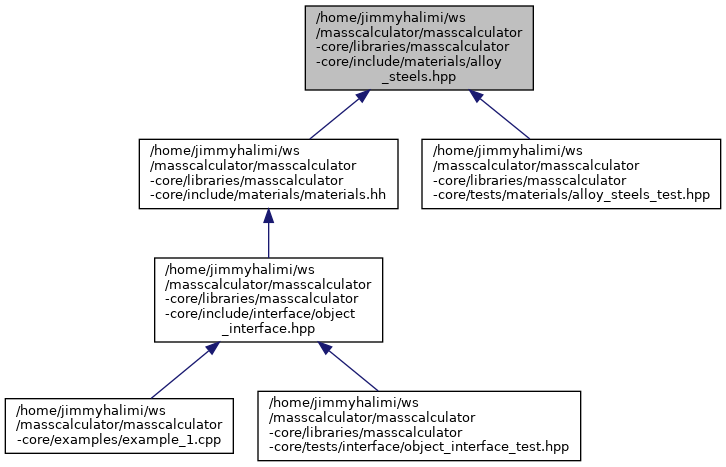 /home/jimmyhalimi/ws
/masscalculator/masscalculator
-core/libraries/masscalculator
-core/include/materials/alloy
_steels.hpp
/home/jimmyhalimi/ws
/masscalculator/masscalculator
-core/libraries/masscalculator
-core/include/materials/materials.hh
/home/jimmyhalimi/ws
/masscalculator/masscalculator
-core/libraries/masscalculator
-core/tests/materials/alloy_steels_test.hpp
/home/jimmyhalimi/ws
/masscalculator/masscalculator
-core/libraries/masscalculator
-core/include/interface/object
_interface.hpp
/home/jimmyhalimi/ws
/masscalculator/masscalculator
-core/examples/example_1.cpp
/home/jimmyhalimi/ws
/masscalculator/masscalculator
-core/libraries/masscalculator
-core/tests/interface/object_interface_test.hpp